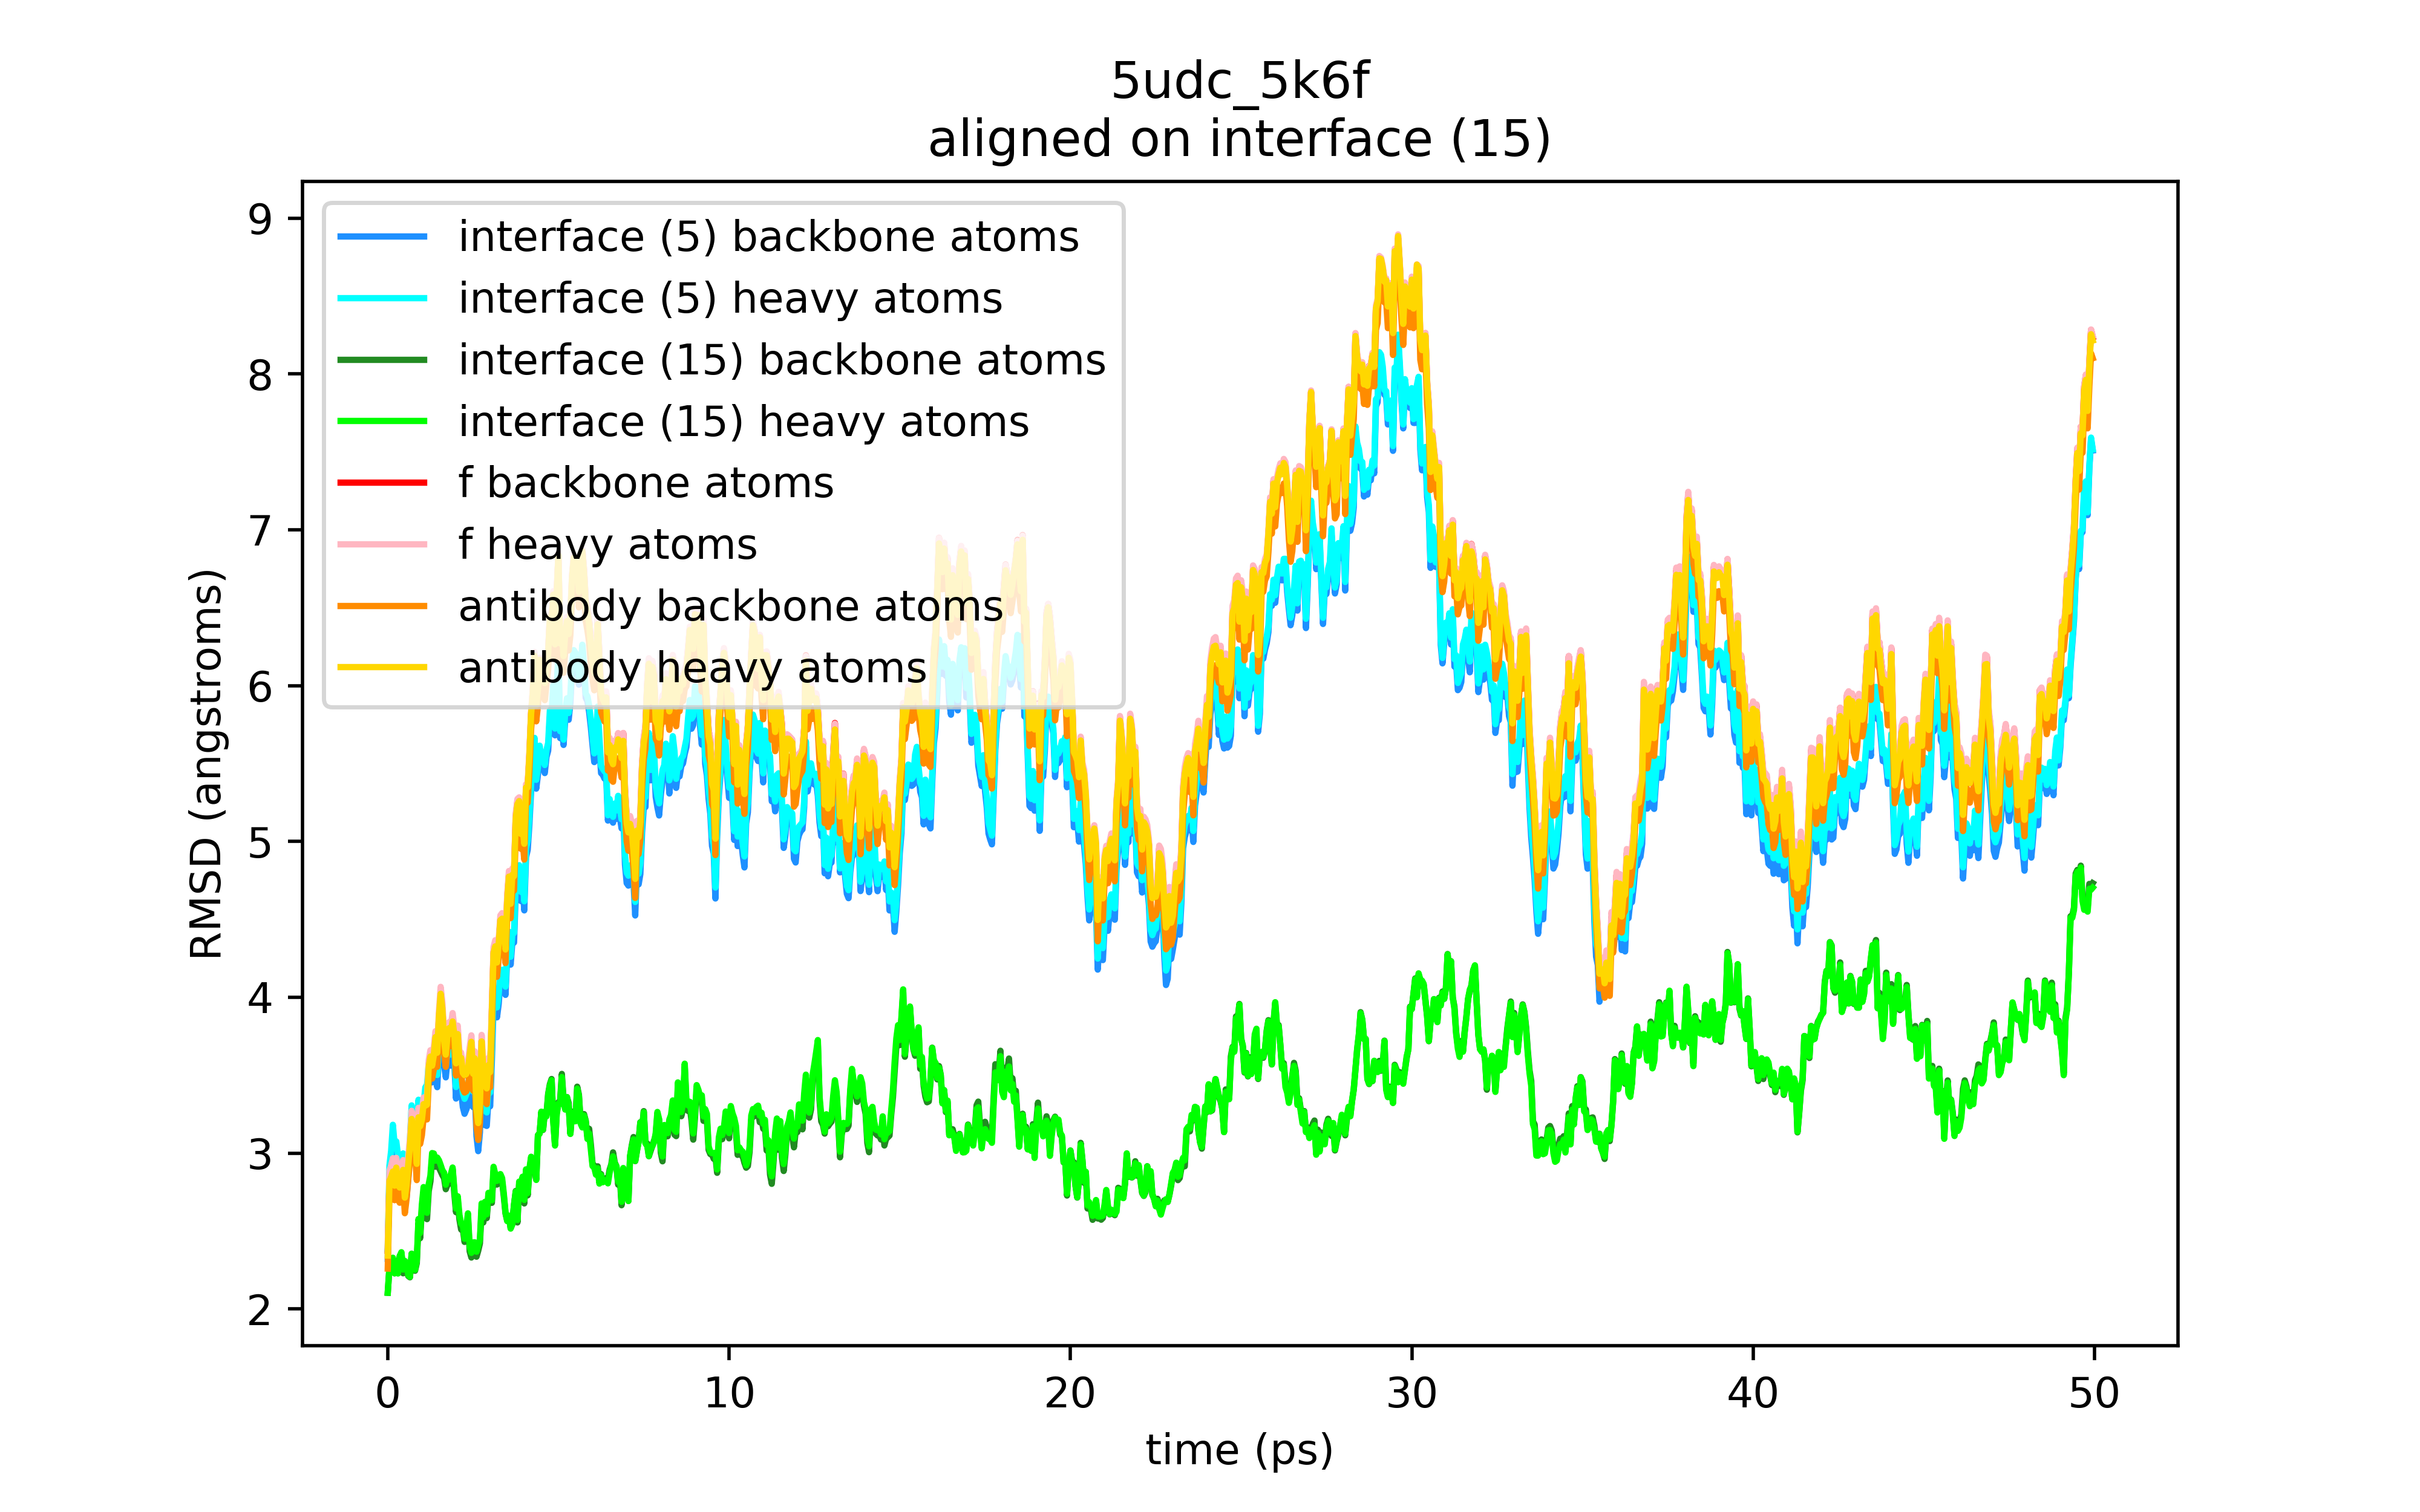 5udc_5k6f
aligned on interface (15)
interface (5) backbone atoms
interface (5) heavy atoms
interface (15) backbone atoms
interface (15) heavy atoms
f backbone atoms
f heavy atoms
antibody backbone atoms
antibody heavy atoms
RMSD (angstroms)
9
8
7
6
5
4
3
2
0 10 20 30 40 50
time (ps)